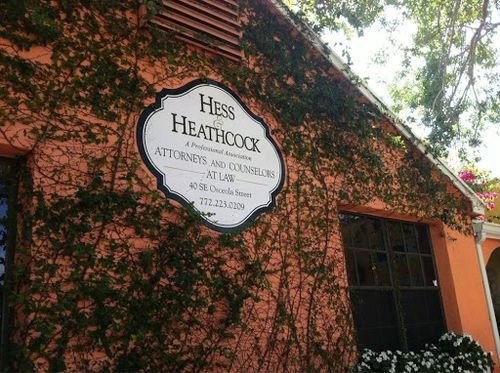 HESS
&
HEATHCOCK
A Professional Association
ATTORNEYS AND COUNSELORS
AT LAW
40 SE Osceola Street
772.223.0209